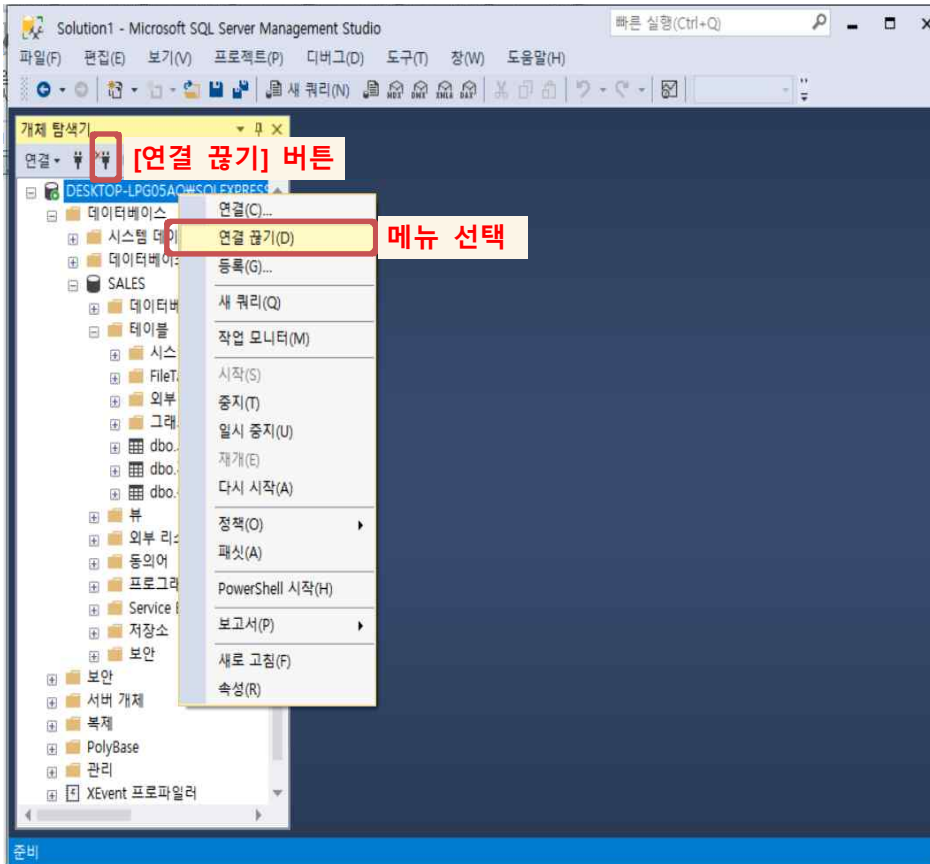 Solution1 - Microsoft SQL Server Management Studio
빠른 실행(Ctrl+Q)
파일(F) 편집(E) 보기(V) 프로젝트(P) 디버그(D) 도구(T) 창(W) 도움말(H)
새 쿼리(N) MDX DMX XMLA DAX
개체 탐색기
연결
[연결 끊기] 버튼
DESKTOP-LPG05AO₩SQLEXPRESS
데이터베이스
시스템 데이
데이터베이스
SALES
데이터베
테이블
시스
FileTa
외부
그래
dbo.
dbo.
dbo.
뷰
외부 리소
동의어
프로그래
Service
저장소
보안
보안
서버 개체
복제
PolyBase
관리
XEvent 프로파일러
연결(C)...
연결 끊기(D)
메뉴 선택
등록(G)...
새 쿼리(Q)
작업 모니터(M)
시작(S)
중지(T)
일시 중지(U)
재개(E)
다시 시작(A)
정책(O)
패싯(A)
PowerShell 시작(H)
보고서(P)
새로 고침(F)
속성(R)
준비